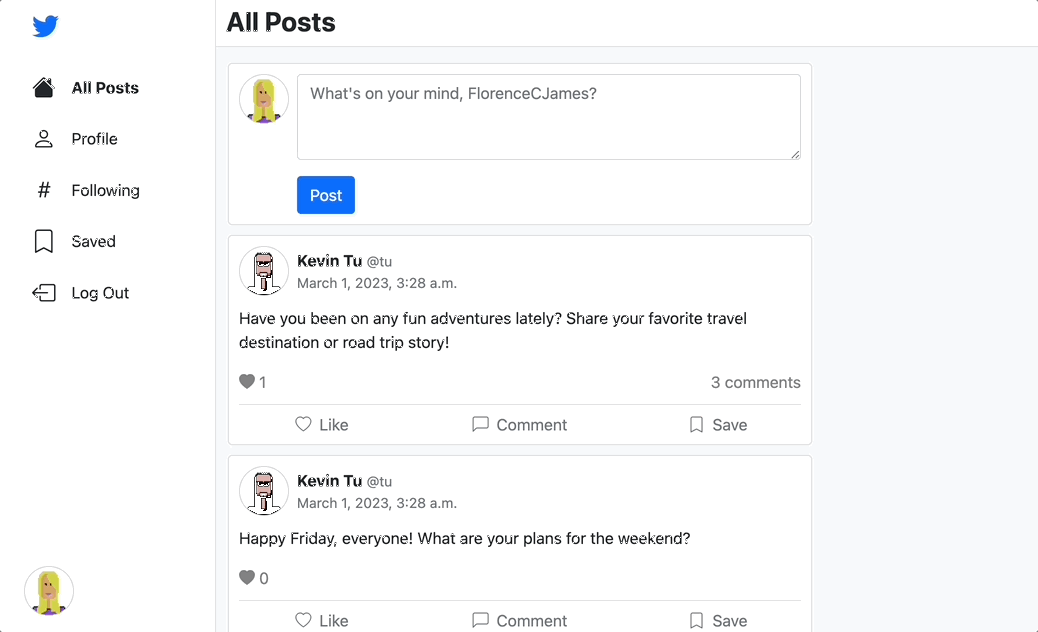 All Posts
All Posts
Profile
# Following
Saved
Log Out
What's on your mind, FlorenceCJames?
Post
Kevin Tu @tu
March 1, 2023, 3:28 a.m.
Have you been on any fun adventures lately? Share your favorite travel
destination or road trip story!
1
3 comments
Like
Comment
Save
Kevin Tu @tu
March 1, 2023, 3:28 a.m.
Happy Friday, everyone! What are your plans for the weekend?
0
Like
Comment
Save